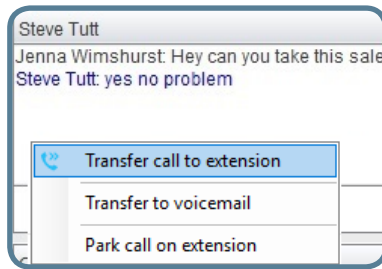 Steve Tutt
Jenna Wimshurst: Hey can you take this sale
Steve Tutt: yes no problem
Transfer call to extension
Transfer to voicemail
Park call on extension